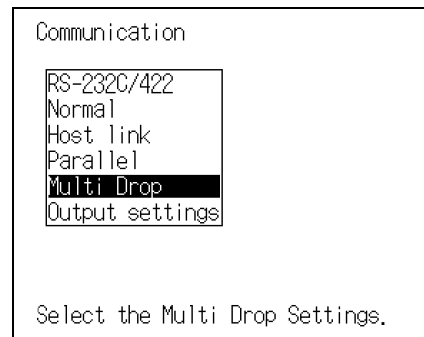 Communication
RS-232C/422
Normal
Host link
Parallel
Multi Drop
Output settings
Select the Multi Drop Settings.